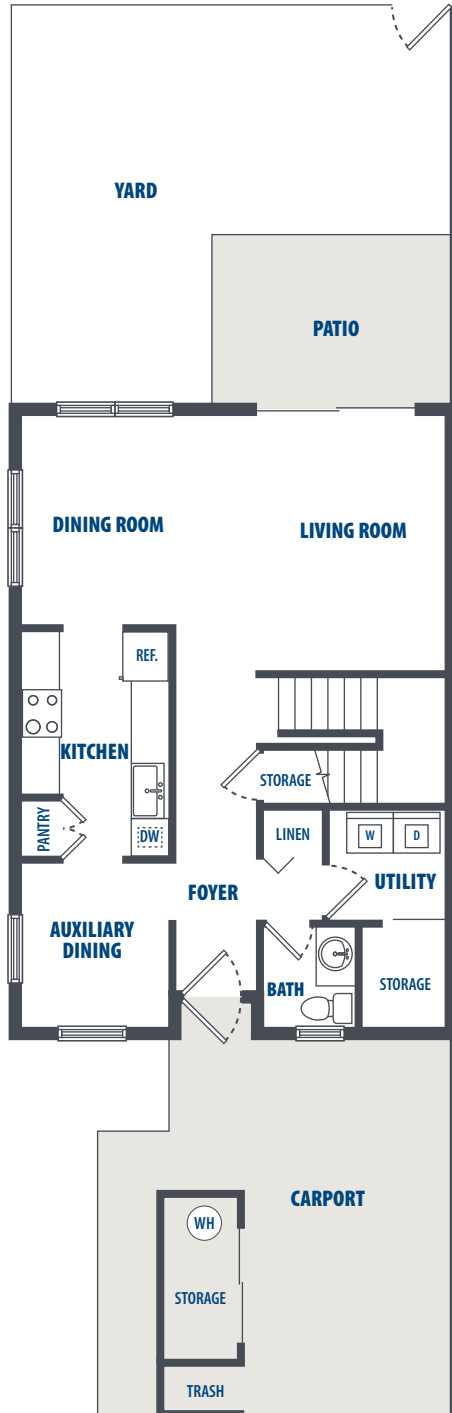 YARD
PATIO
DINING ROOM
LIVING ROOM
REF.
KITCHEN
STORAGE
PANTRY
DW
LINEN
W
D
UTILITY
FOYER
AUXILIARY
DINING
BATH
STORAGE
CARPORT
WH
STORAGE
TRASH